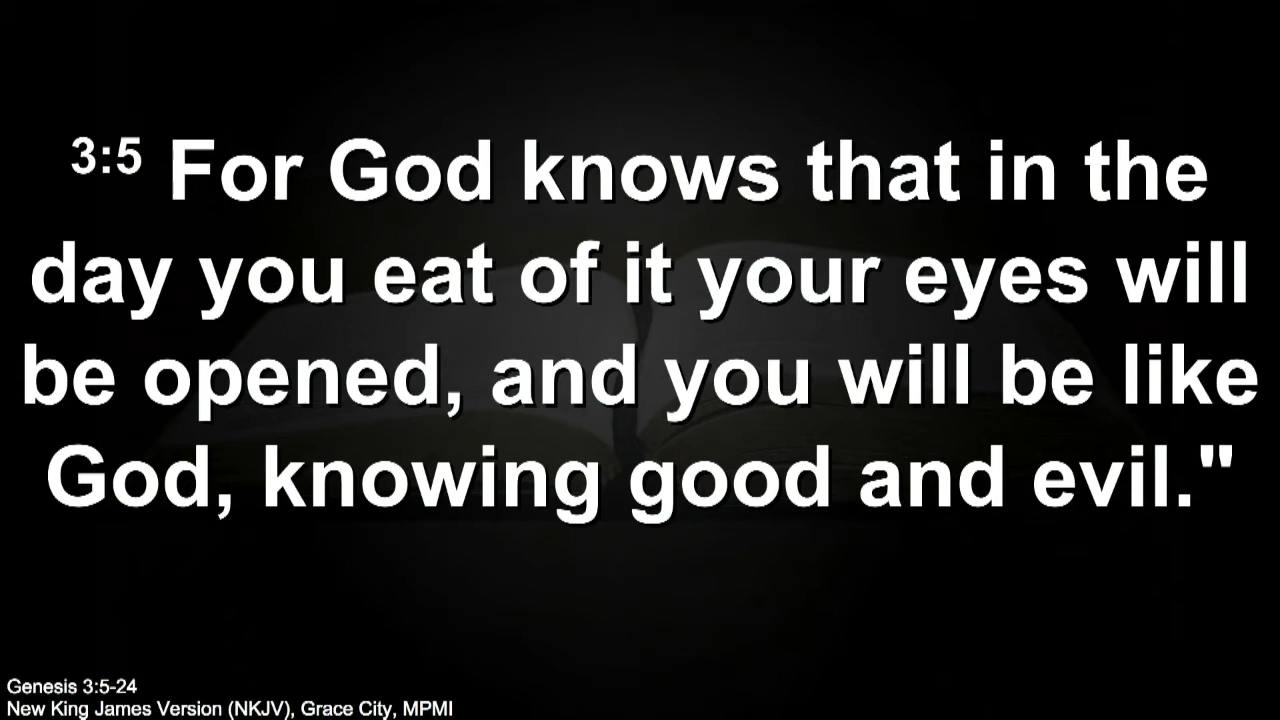 3:5 For God knows that in the
day you eat of it your eyes will
be opened, and you will be like
God, knowing good and evil."
Genesis 3:5-24
New King James Version (NKJV), Grace City, MPMI